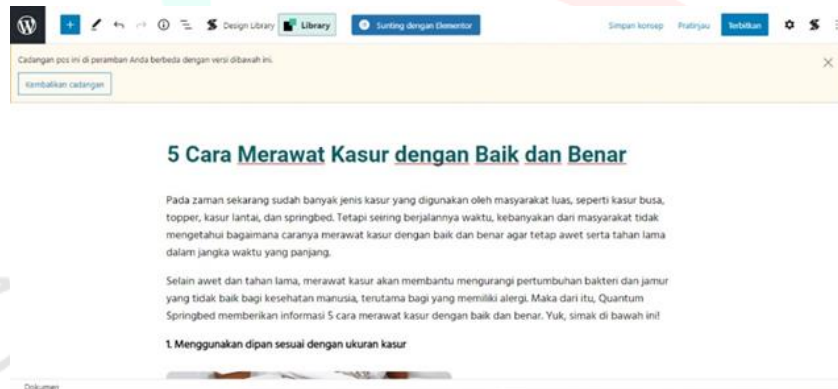 Design Library Library Sunting dengan Elementor Simpan konsep Pratinjau Terbitkan
Cadangan pos ini di peramban Anda berbeda dengan versi dibawah ini.
Kembalikan cadangan
5 Cara Merawat Kasur dengan Baik dan Benar
Pada zaman sekarang sudah banyak jenis kasur yang digunakan oleh masyarakat luas, seperti kasur busa,
topper, kasur lantai, dan springbed. Tetapi seiring berjalannya waktu, kebanyakan dari masyarakat tidak
mengetahui bagaimana caranya merawat kasur dengan baik dan benar agar tetap awet serta tahan lama
dalam jangka waktu yang panjang.
Selain awet dan tahan lama, merawat kasur akan membantu mengurangi pertumbuhan bakteri dan jamur
yang tidak baik bagi kesehatan manusia, terutama bagi yang memiliki alergi. Maka dari itu, Quantum
Springbed memberikan informasi 5 cara merawat kasur dengan baik dan benar. Yuk, simak di bawah ini!
1. Menggunakan dipan sesuai dengan ukuran kasur
Dokumen